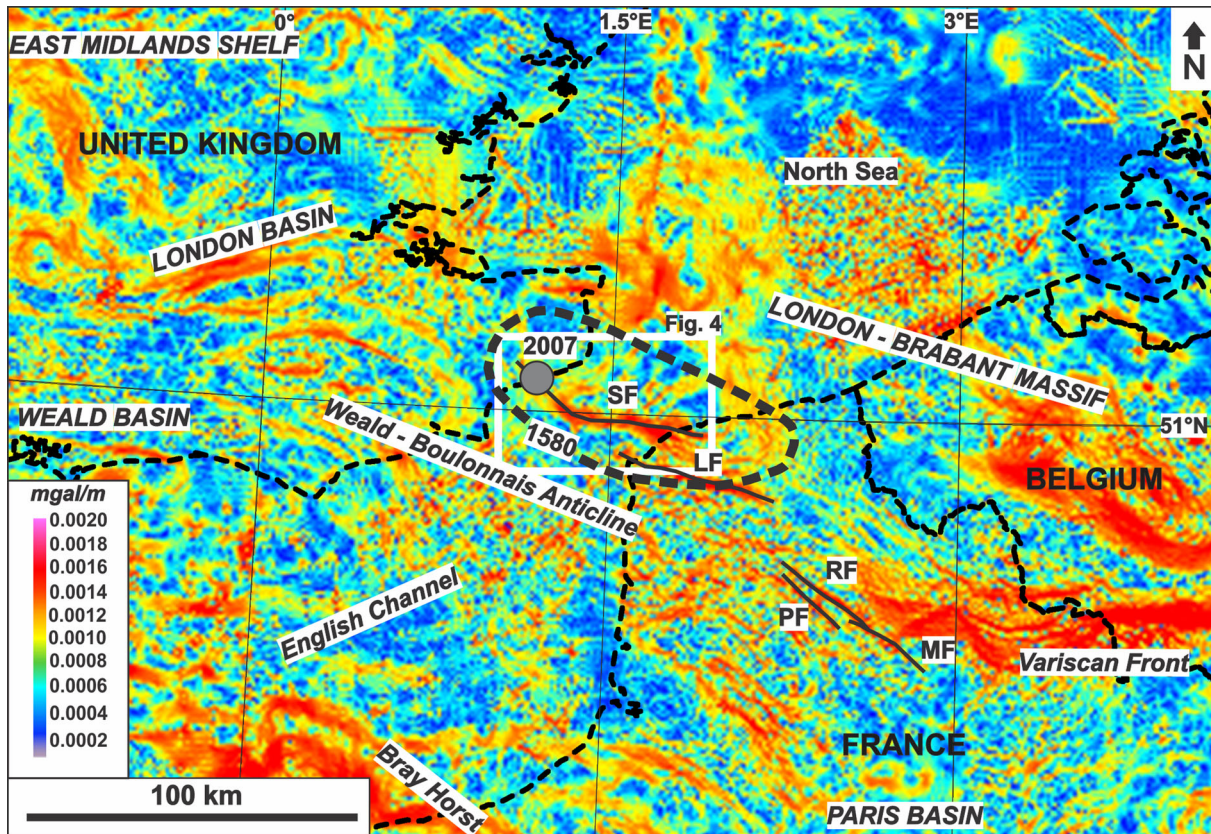 0°
1.5°E
3°E
EAST MIDLANDS SHELF
N
UNITED KINGDOM
North Sea
LONDON BASIN
Fig. 4
2007
LONDON - BRABANT MASSIF
SF
WEALD BASIN
51°N
1580
Weald - Boulonnais Anticline
LF
BELGIUM
mgal/m
0.0020
0.0018
0.0016
0.0014
0.0012
0.0010
0.0008
0.0006
0.0004
0.0002
English Channel
RF
PF
MF
Variscan Front
FRANCE
Bray Horst
100 km
PARIS BASIN